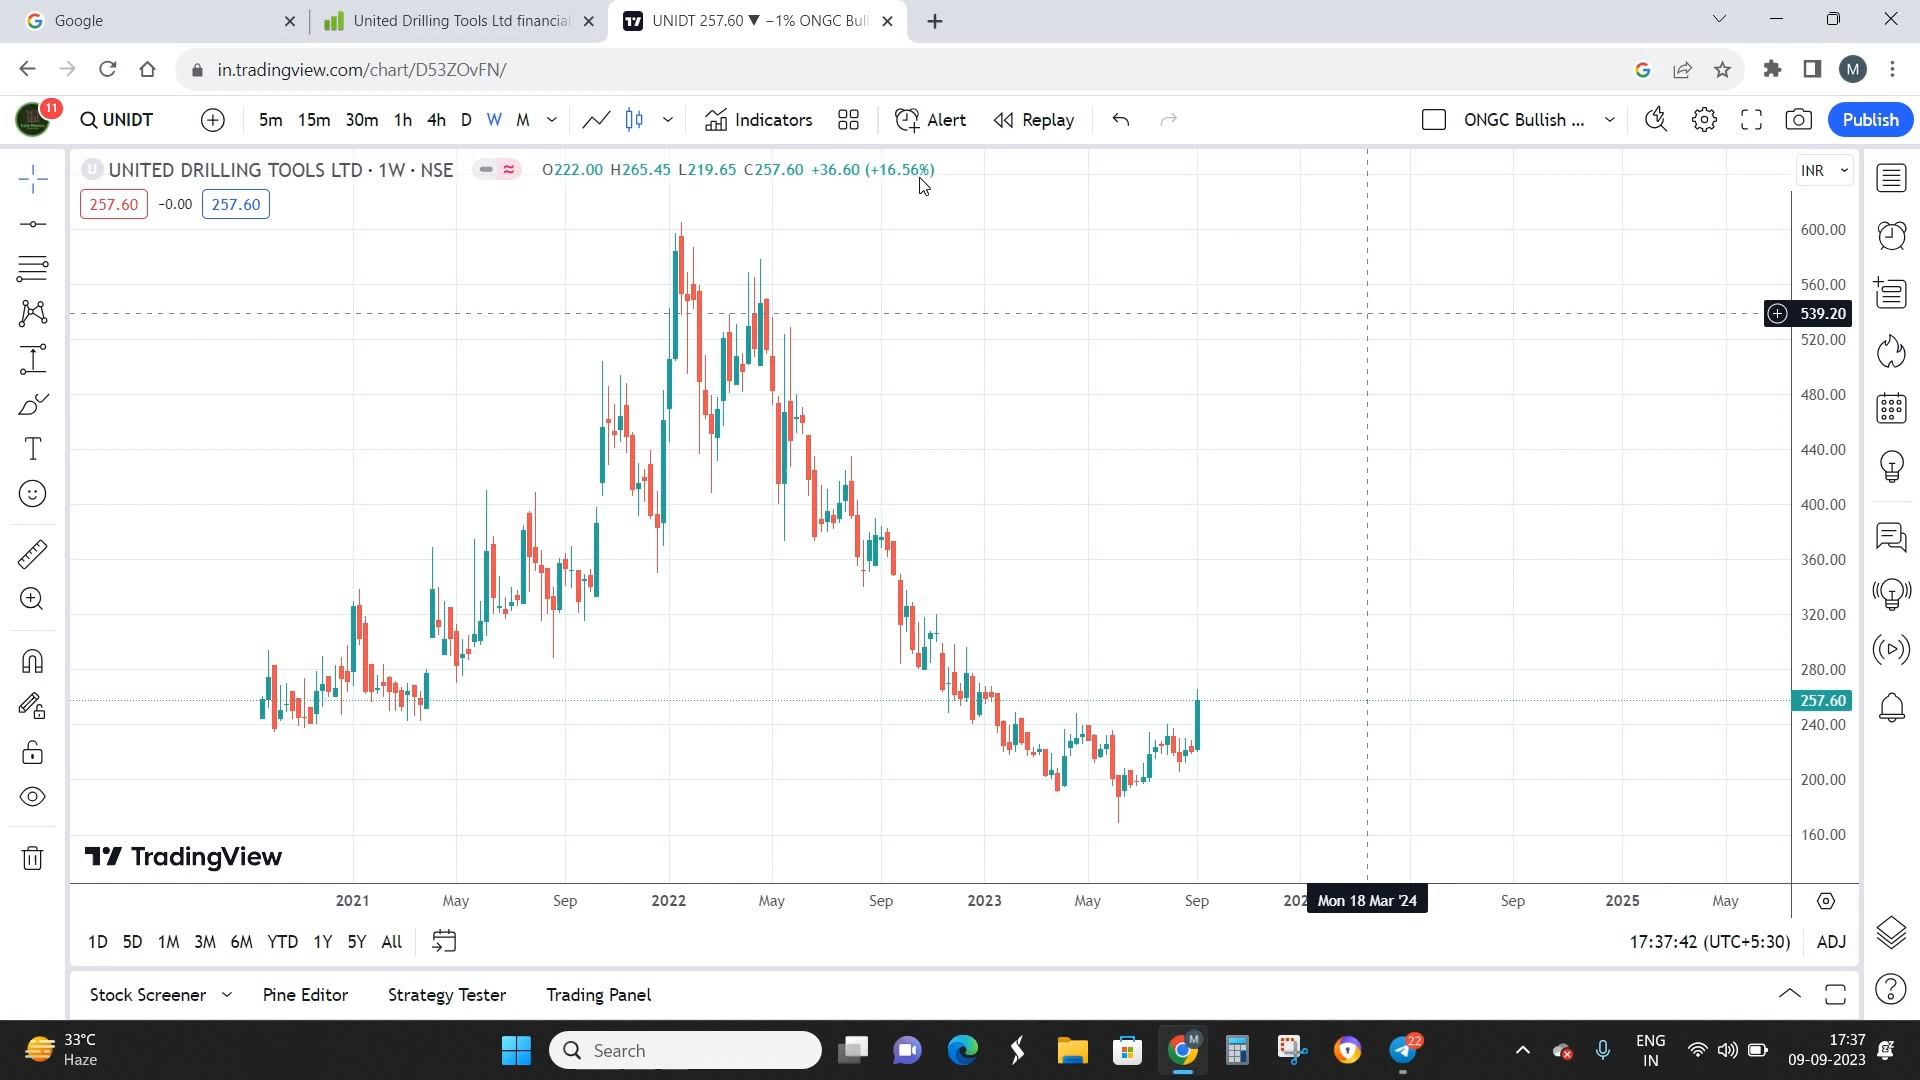 Google
United Drilling Tools Ltd financia
UNIDT 257.60 ▼ −1% ONGC Bull
in.tradingview.com/chart/D53ZOvFN/
M
11
UNIDT
5m 15m 30m 1h 4h D W M
Indicators
Alert
Replay
ONGC Bullish ...
Publish
U UNITED DRILLING TOOLS LTD · 1W · NSE
O222.00 H265.45 L219.65 C257.60 +36.60 (+16.56%)
INR
257.60 −0.00 257.60
600.00
560.00
539.20
520.00
480.00
440.00
400.00
360.00
320.00
280.00
257.60
240.00
200.00
160.00
TradingView
2021 May Sep 2022 May Sep 2023 May Sep 202 Mon 18 Mar '24 Sep 2025 May
1D 5D 1M 3M 6M YTD 1Y 5Y All
17:37:42 (UTC+5:30) ADJ
Stock Screener Pine Editor Strategy Tester Trading Panel
33°C
Haze
Search
M
22
ENG
IN
17:37
09-09-2023